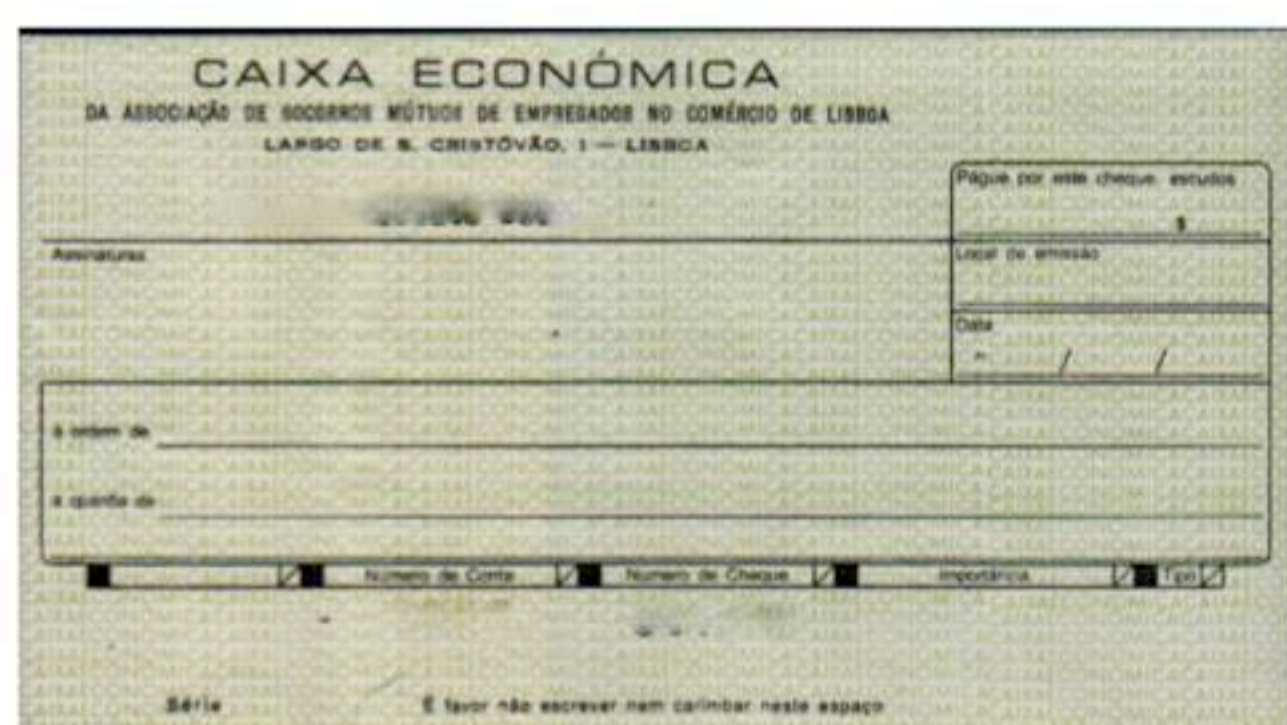 CAIXA ECONÓMICA
DA ASSOCIAÇÃO DE SOCORROS MÚTUOS DE EMPREGADOS NO COMÉRCIO DE LISBOA
LARGO DE S. CRISTÓVÃO, 1 — LISBOA
Págue por este cheque escudos
$
Assinaturas
Local de emissão
Data
/ /
à ordem de
a quantia de
Número de Conta Número de Cheque Importância Tipo
Série É favor não escrever nem carimbar neste espaço